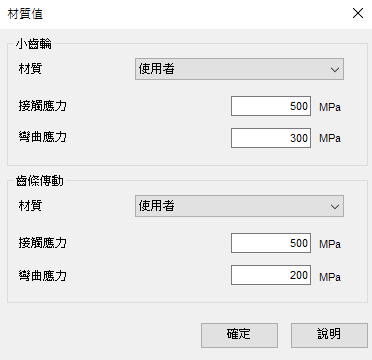 材質值
小齒輪
材質 使用者
接觸應力 500 MPa
彎曲應力 300 MPa
齒條傳動
材質 使用者
接觸應力 500 MPa
彎曲應力 200 MPa
確定 說明